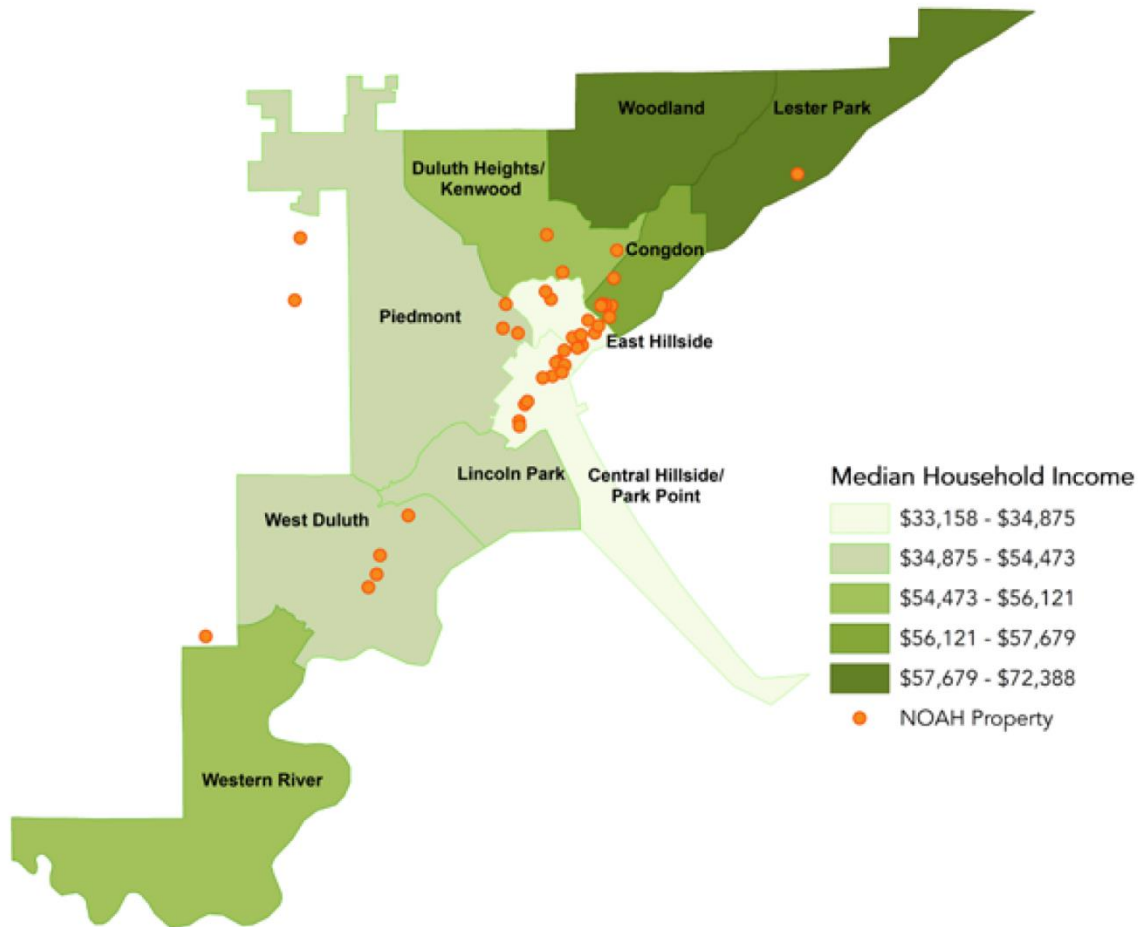 Woodland
Lester Park
Duluth Heights/
Kenwood
Congdon
Piedmont
East Hillside
Lincoln Park
Central Hillside/
Park Point
West Duluth
Western River
Median Household Income
$33,158 - $34,875
$34,875 - $54,473
$54,473 - $56,121
$56,121 - $57,679
$57,679 - $72,388
NOAH Property